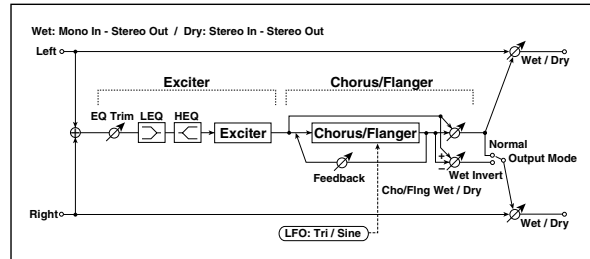 Wet: Mono In - Stereo Out / Dry: Stereo In - Stereo Out
Left
Wet / Dry
Exciter
Chorus/Flanger
EQ Trim
LEQ
HEQ
Exciter
Chorus/Flanger
Normal
Output Mode
+
−
Feedback
Wet Invert
Cho/Flng Wet / Dry
Right
LFO: Tri / Sine
Wet / Dry